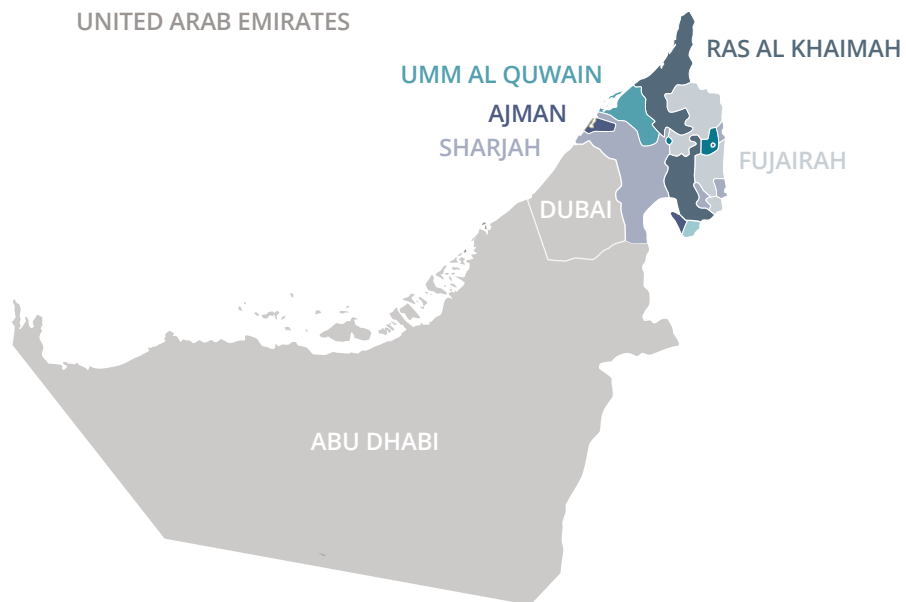 UNITED ARAB EMIRATES
RAS AL KHAIMAH
UMM AL QUWAIN
AJMAN
SHARJAH
FUJAIRAH
DUBAI
ABU DHABI